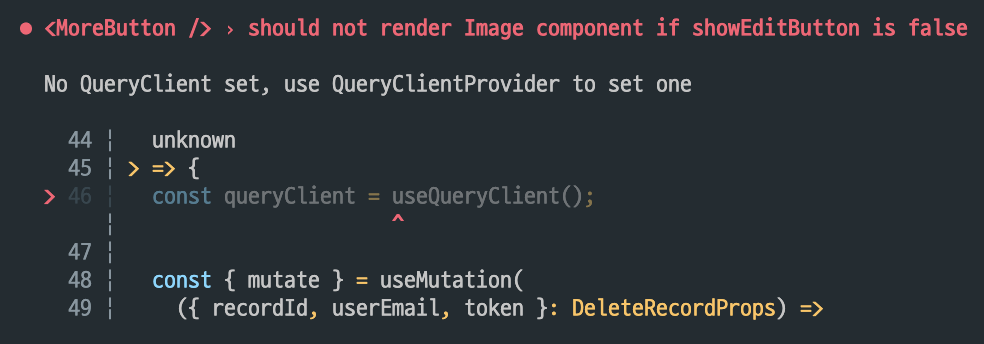 ● <MoreButton /> › should not render Image component if showEditButton is false
No QueryClient set, use QueryClientProvider to set one
44 ¦ unknown
45 ¦ > => {
> 46 ¦ const queryClient = useQueryClient();
¦ ^
47 ¦
48 ¦ const { mutate } = useMutation(
49 ¦ ({ recordId, userEmail, token }: DeleteRecordProps) =>